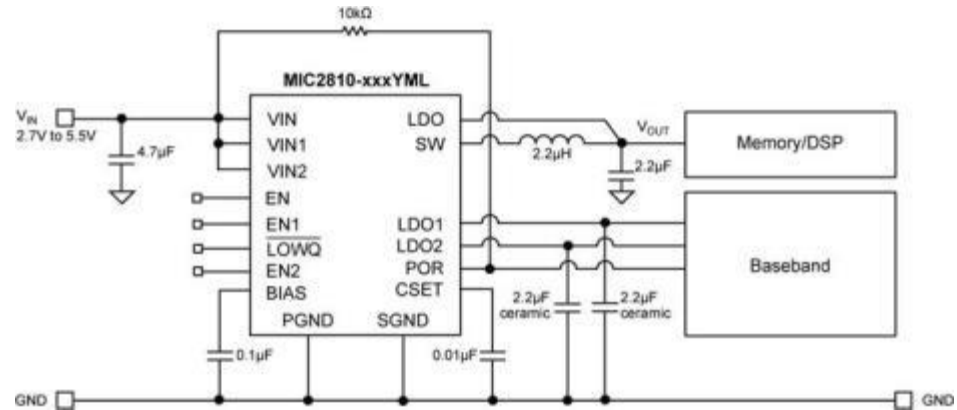 10kΩ
MIC2810-xxxYML
VIN
2.7V to 5.5V
4.7µF
VIN
VIN1
VIN2
EN
EN1
LOWQ
EN2
BIAS
PGND
SGND
LDO
SW
LDO1
LDO2
POR
CSET
2.2µH
VOUT
2.2µF
Memory/DSP
Baseband
2.2µF
ceramic
2.2µF
ceramic
0.1µF
0.01µF
GND
GND